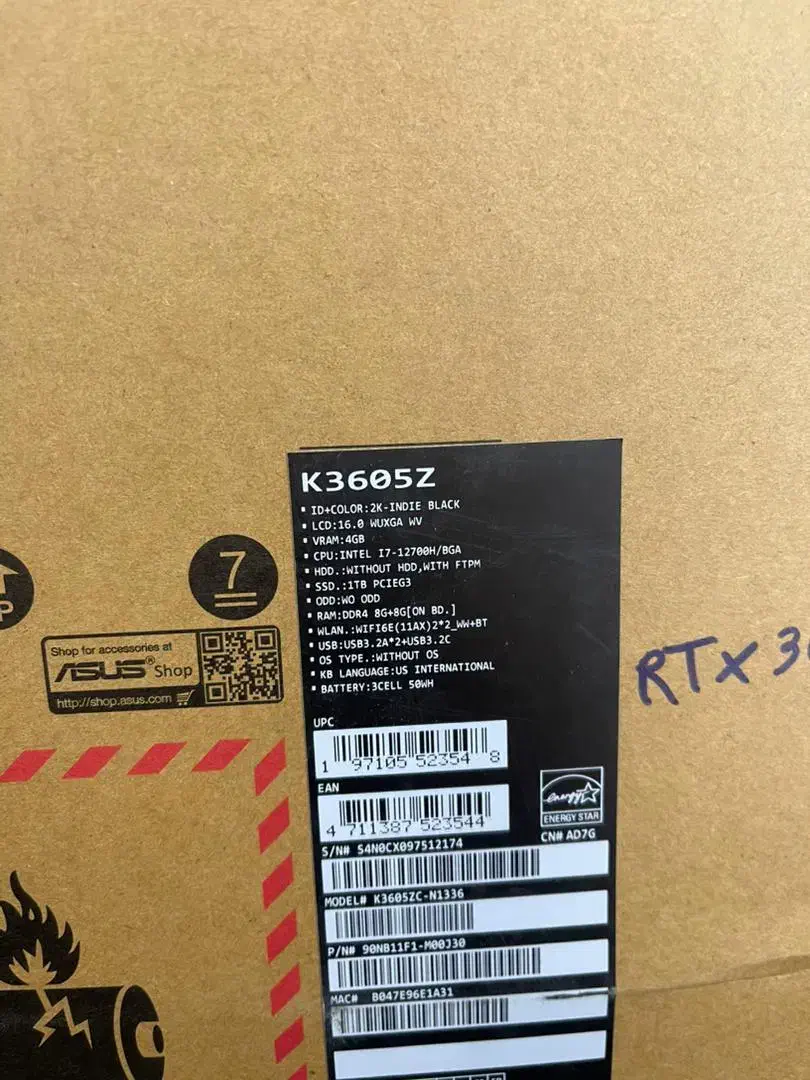 K3605Z
▪ ID+COLOR:2K-INDIE BLACK
▪ LCD:16.0 WUXGA WV
▪ VRAM:4GB
▪ CPU:INTEL I7-12700H/BGA
▪ HDD.:WITHOUT HDD,WITH FTPM
▪ SSD.:1TB PCIEG3
▪ ODD:WO ODD
▪ RAM:DDR4 8G+8G[ON BD.]
▪ WLAN.:WIFI6E(11AX)2*2_WW+BT
▪ USB:USB3.2A*2+USB3.2C
▪ OS TYPE.:WITHOUT OS
▪ KB LANGUAGE:US INTERNATIONAL
▪ BATTERY:3CELL 50WH
UPC
1 97105 52354 8
EAN
4 711387 523544
S/N# S4N0CX097512174
MODEL# K3605ZC-N1336
P/N# 90NB11F1-M00J30
MAC# B047E96E1A31
energy
ENERGY STAR
CN# AD7G
7
P
Shop for accessories at
ASUS® Shop
http://shop.asus.com
RTX